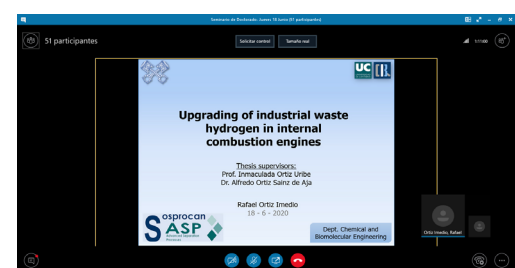 Seminario de Doctorado. Jueves 18 Junio (51 participantes)
51 participantes
Solicitar control
Tamaño real
UC
Upgrading of industrial waste
hydrogen in internal
combustion engines
Thesis supervisors:
Prof. Inmaculada Ortiz Uribe
Dr. Alfredo Ortiz Sainz de Aja
Rafael Ortiz Imedio
18 - 6 - 2020
Sosprocan
ASP
Dept. Chemical and
Biomolecular Engineering
Ortiz Imedio, Rafael